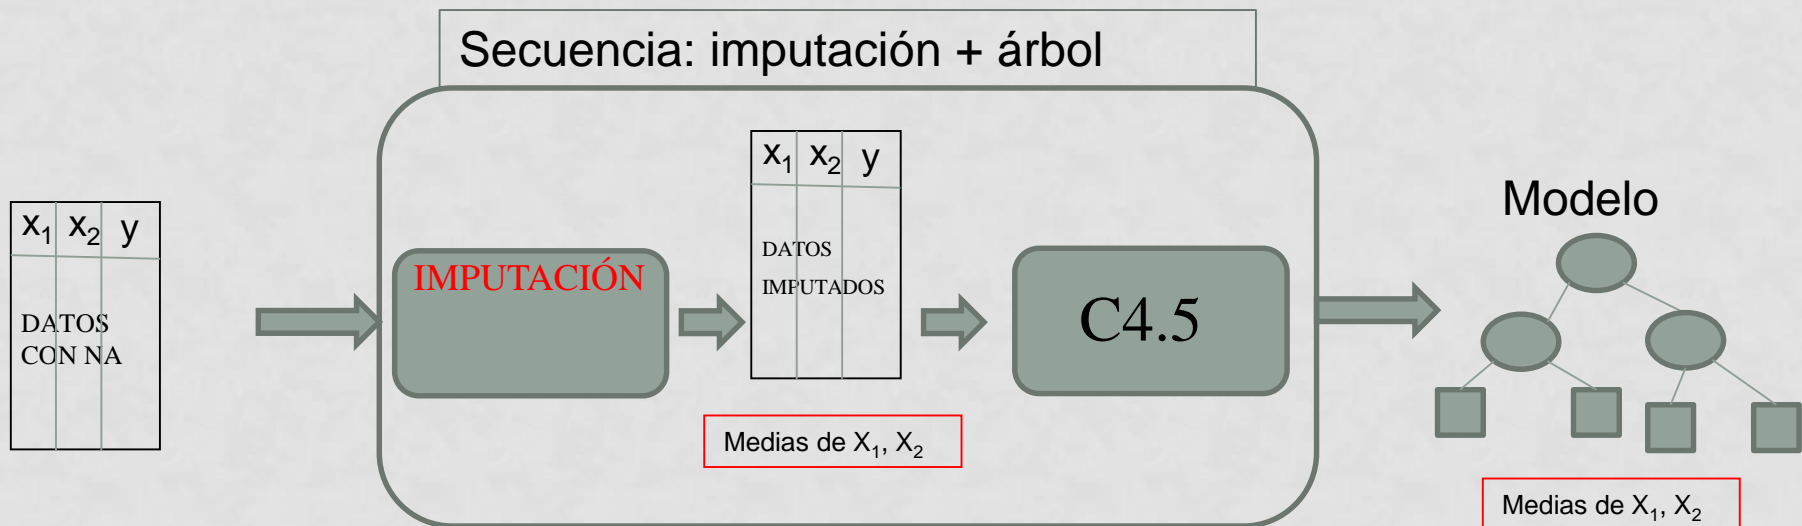 Secuencia: imputación + árbol
x₁ x₂ y
DATOS
CON NA
IMPUTACIÓN
x₁ x₂ y
DATOS
IMPUTADOS
Medias de X₁, X₂
C4.5
Modelo
Medias de X₁, X₂